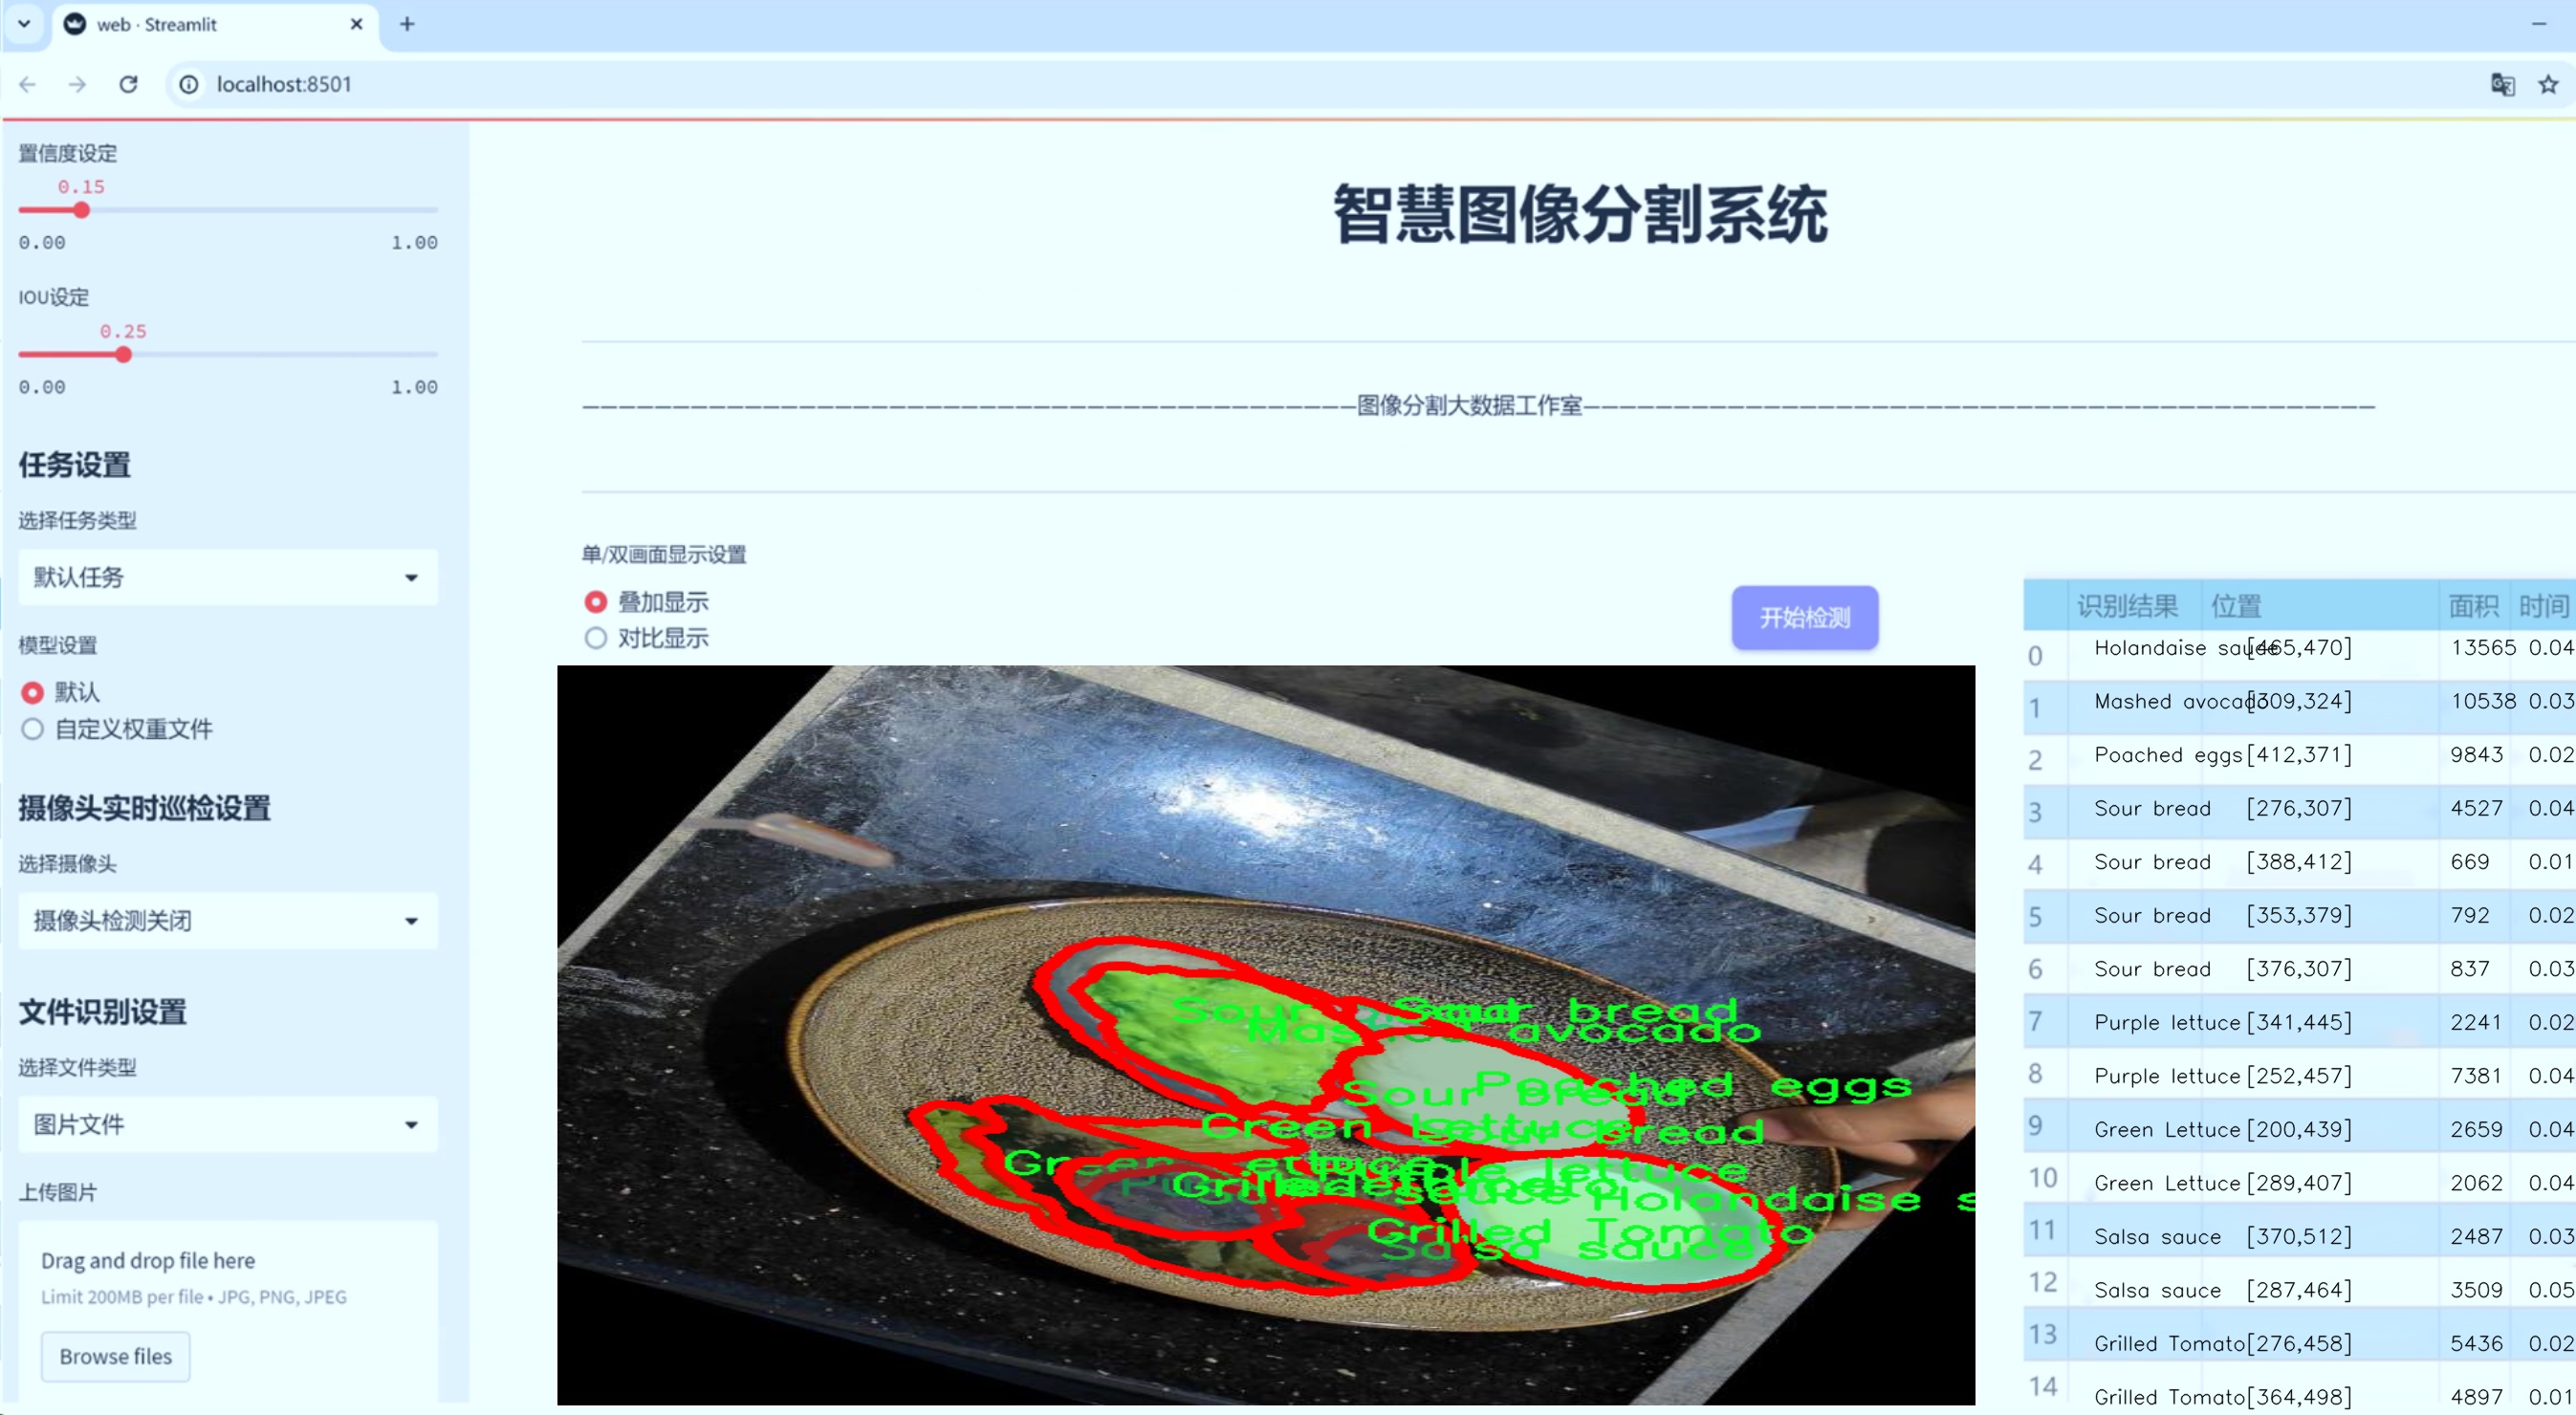 web · Streamlit
localhost:8501
置信度设定
0.15
0.00 1.00
IOU设定
0.25
0.00 1.00
任务设置
选择任务类型
默认任务
模型设置
默认
自定义权重文件
摄像头实时巡检设置
选择摄像头
摄像头检测关闭
文件识别设置
选择文件类型
图片文件
上传图片
Drag and drop file here
Limit 200MB per file • JPG, PNG, JPEG
Browse files
智慧图像分割系统
图像分割大数据工作室
单/双画面显示设置
叠加显示
对比显示
开始检测
Sour bread
Mashed avocado
Poached eggs
Sour Bread
Green Lettuce
bread
Green Lettuce
Purple lettuce
Grilled Tomato
Holandaise s
Grilled Tomato
Salsa sauce
识别结果 位置 面积 时间
0 Holandaise sauce [465,470] 13565 0.04
1 Mashed avocado [309,324] 10538 0.03
2 Poached eggs [412,371] 9843 0.02
3 Sour bread [276,307] 4527 0.04
4 Sour bread [388,412] 669 0.01
5 Sour bread [353,379] 792 0.02
6 Sour bread [376,307] 837 0.03
7 Purple lettuce [341,445] 2241 0.02
8 Purple lettuce [252,457] 7381 0.04
9 Green Lettuce [200,439] 2659 0.04
10 Green Lettuce [289,407] 2062 0.04
11 Salsa sauce [370,512] 2487 0.03
12 Salsa sauce [287,464] 3509 0.05
13 Grilled Tomato [276,458] 5436 0.02
14 Grilled Tomato [364,498] 4897 0.01